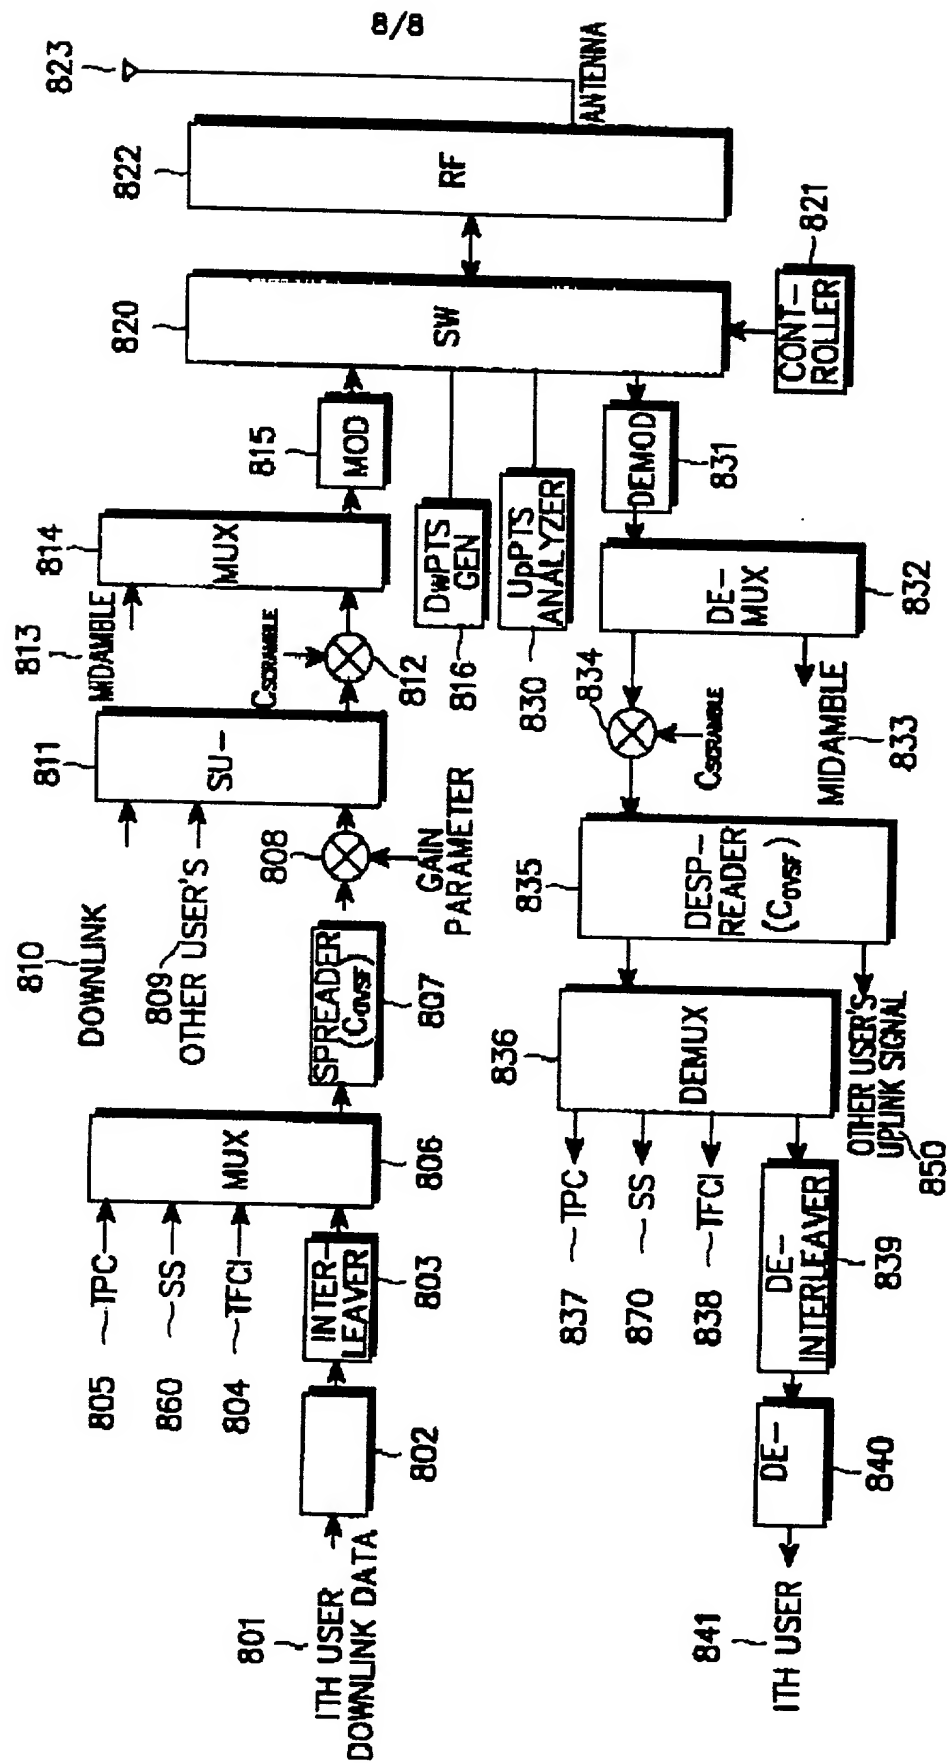 8/8
801
ITH USER
DOWNLINK DATA
802
INTER-
LEAVER
803
805
TPC
860
SS
804
TFCI
MUX
806
SPREADER
(COVSF)
807
808
GAIN
PARAMETER
810
DOWNLINK
809
OTHER USER'S
811
SU-
CSCRAMBLE
812
813
MIDAMBLE
814
MUX
815
MOD
DwPTS
GEN
816
UpPTS
ANALYZER
830
820
SW
CONT-
ROLLER
821
822
RF
823
ANTENNA
DEMOD
831
DE-
MUX
832
MIDAMBLE
833
834
CSCRAMBLE
835
DESP-
READER
(COVSF)
OTHER USER'S
UPLINK SIGNAL
850
836
DEMUX
837
TPC
870
SS
838
TFCI
DE-
INTERLEAVER
839
DE-
840
841
ITH USER